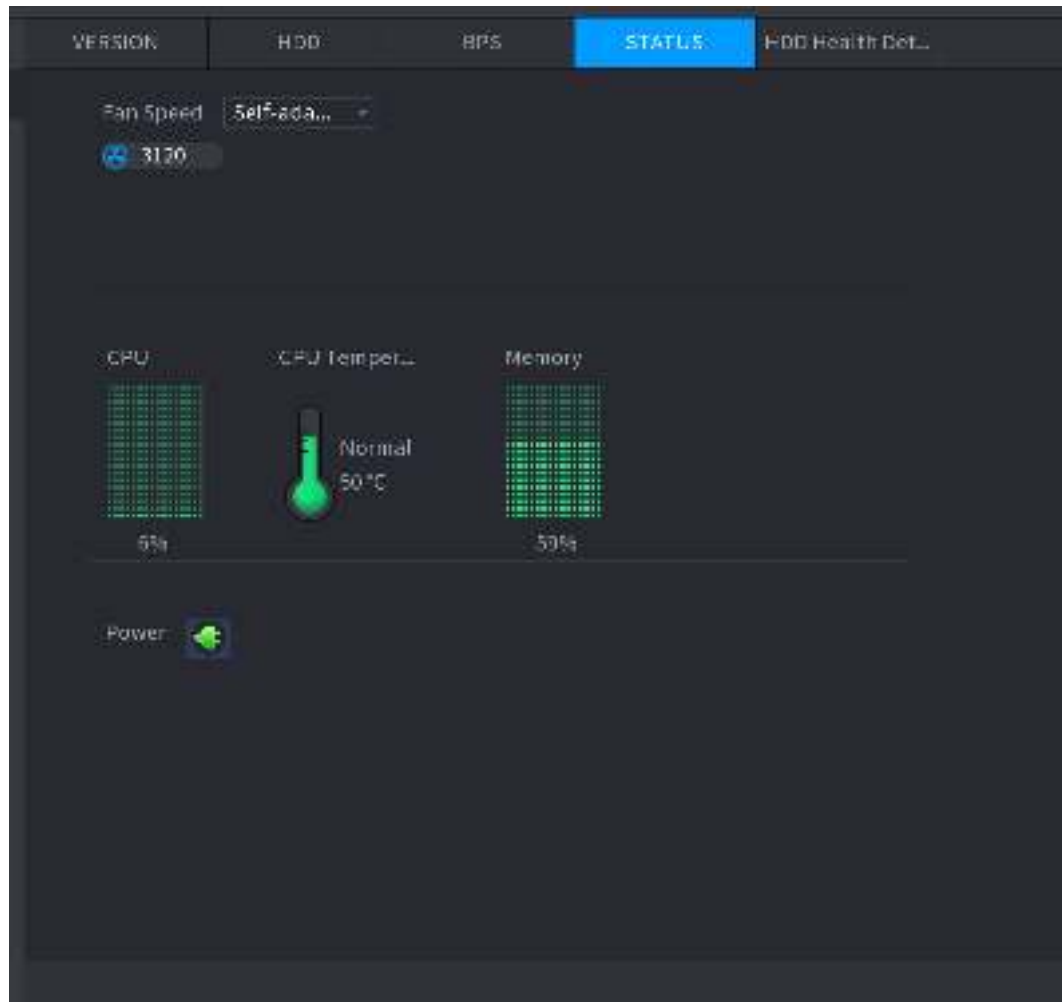 VERSION HDD BPS STATUS HDD Health Det...
Fan Speed Self-ada...
3120
CPU CPU Temper... Memory
Normal
50 °C
6% 59%
Power